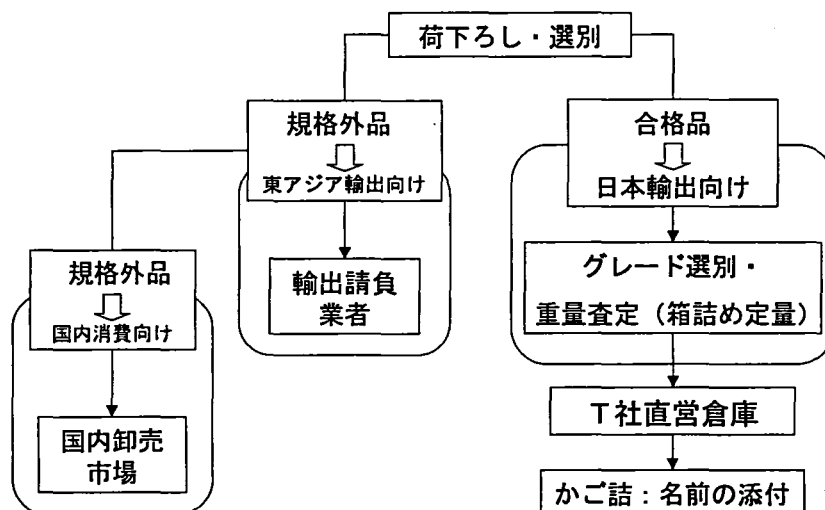 荷下ろし・選別
規格外品
東アジア輸出向け
合格品
日本輸出向け
規格外品
国内消費向け
輸出請負
業者
グレード選別・
重量査定（箱詰め定量）
国内卸売
市場
Ｔ社直営倉庫
かご詰：名前の添付